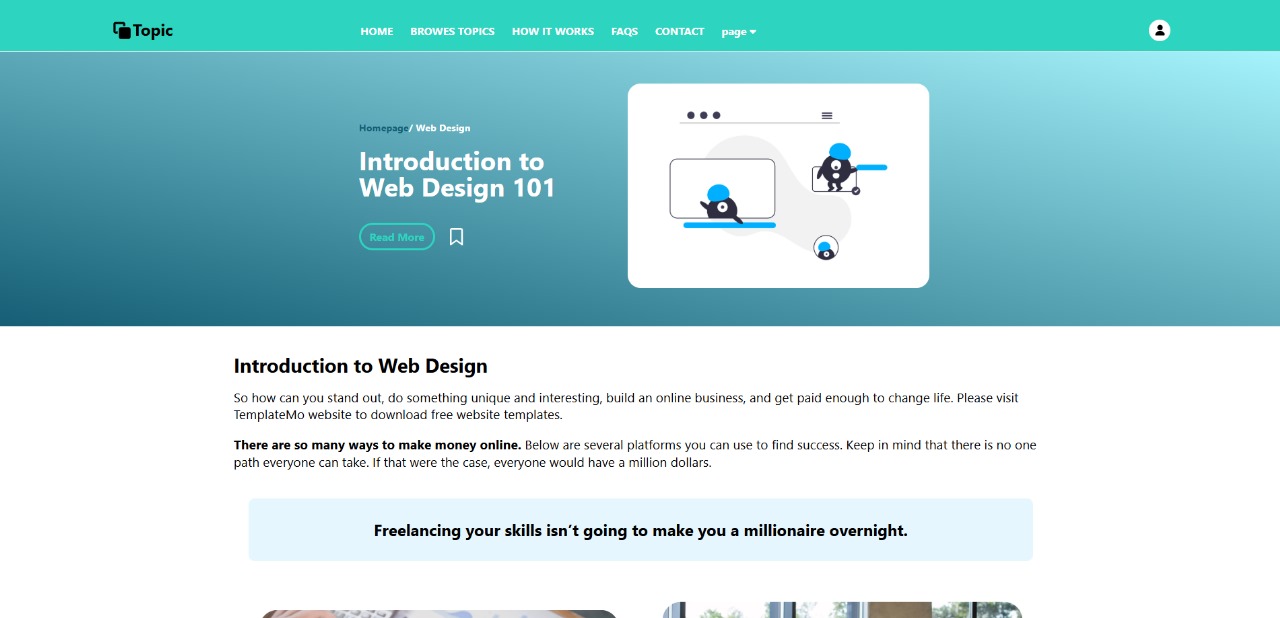 Topic
HOME BROWES TOPICS HOW IT WORKS FAQS CONTACT page
Homepage/ Web Design
Introduction to
Web Design 101
Read More
Introduction to Web Design
So how can you stand out, do something unique and interesting, build an online business, and get paid enough to change life. Please visit
TemplateMo website to download free website templates.
There are so many ways to make money online. Below are several platforms you can use to find success. Keep in mind that there is no one
path everyone can take. If that were the case, everyone would have a million dollars.
Freelancing your skills isn’t going to make you a millionaire overnight.